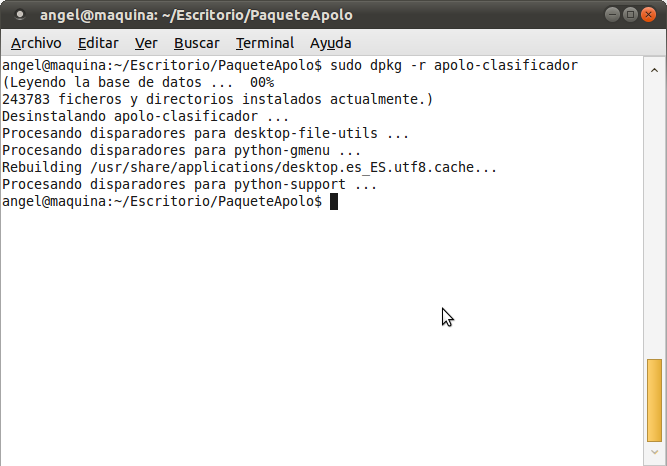 angel@maquina: ~/Escritorio/PaqueteApolo
Archivo Editar Ver Buscar Terminal Ayuda
angel@maquina:~/Escritorio/PaqueteApolo$ sudo dpkg -r apolo-clasificador
(Leyendo la base de datos ...  00%
243783 ficheros y directorios instalados actualmente.)
Desinstalando apolo-clasificador ...
Procesando disparadores para desktop-file-utils ...
Procesando disparadores para python-gmenu ...
Rebuilding /usr/share/applications/desktop.es_ES.utf8.cache...
Procesando disparadores para python-support ...
angel@maquina:~/Escritorio/PaqueteApolo$